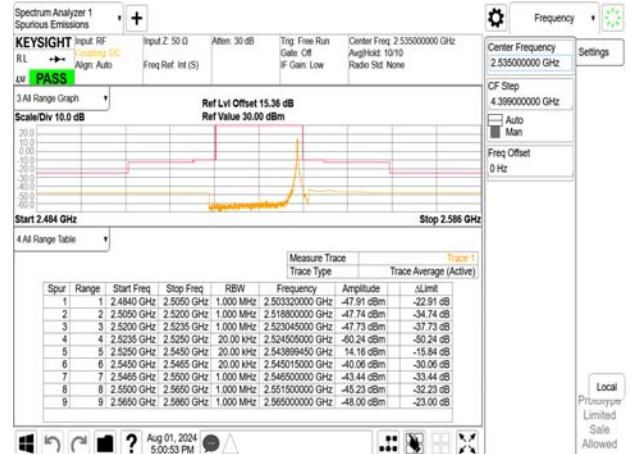 Spectrum Analyzer 1
Spurious Emissions
Frequency
KEYSIGHT Input: RF Input Z: 50 Ω Atten: 30 dB Trig: Free Run Center Freq: 2.535000000 GHz
RL Coupling: DC Gate: Off Avg|Hold: 10/10
Align: Auto Freq Ref: Int (S) IF Gain: Low Radio Std: None
PASS
Center Frequency
2.535000000 GHz
Settings
CF Step
4.399000000 GHz
Auto
Man
Freq Offset
0 Hz
3 All Range Graph
Ref Lvl Offset 15.36 dB
Scale/Div 10.0 dB Ref Value 30.00 dBm
20.0
10.0
0.00
-10.0
-20.0
-30.0
-40.0
-50.0
-60.0
Start 2.484 GHz Stop 2.586 GHz
4 All Range Table
Measure Trace Trace 1
Trace Type Trace Average (Active)
Spur Range Start Freq Stop Freq RBW Frequency Amplitude ΔLimit
1 1 2.4840 GHz 2.5050 GHz 1.000 MHz 2.503320000 GHz -47.91 dBm -22.91 dB
2 2 2.5050 GHz 2.5200 GHz 1.000 MHz 2.518800000 GHz -47.74 dBm -34.74 dB
3 3 2.5200 GHz 2.5235 GHz 1.000 MHz 2.523045000 GHz -47.73 dBm -37.73 dB
4 4 2.5235 GHz 2.5250 GHz 20.00 kHz 2.524505000 GHz -60.24 dBm -50.24 dB
5 5 2.5250 GHz 2.5450 GHz 20.00 kHz 2.543899450 GHz 14.16 dBm -15.84 dB
6 6 2.5450 GHz 2.5465 GHz 20.00 kHz 2.545015000 GHz -40.06 dBm -30.06 dB
7 7 2.5465 GHz 2.5500 GHz 1.000 MHz 2.546500000 GHz -43.44 dBm -33.44 dB
8 8 2.5500 GHz 2.5650 GHz 1.000 MHz 2.551500000 GHz -45.23 dBm -32.23 dB
9 9 2.5650 GHz 2.5860 GHz 1.000 MHz 2.565000000 GHz -48.00 dBm -23.00 dB
Local
Prototype
Limited
Sale
Allowed
? Aug 01, 2024
5:00:53 PM